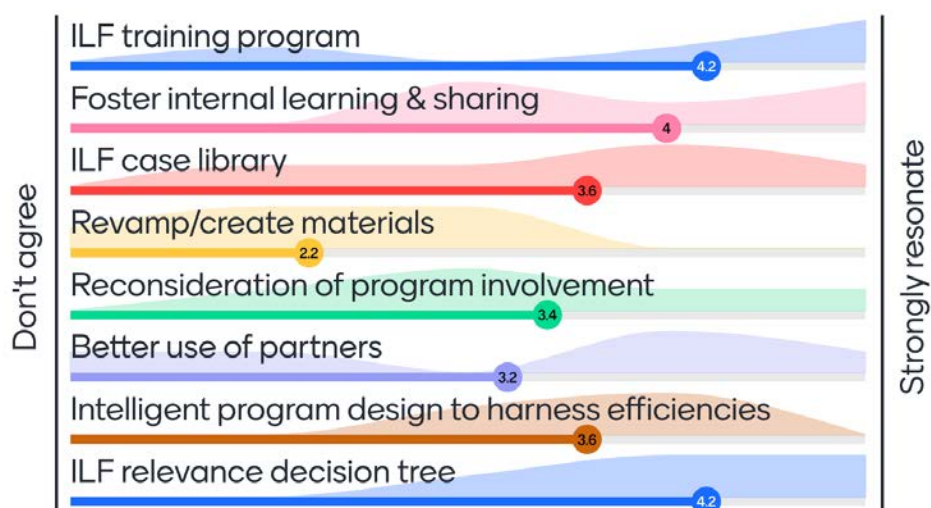 Don't agree
ILF training program
4.2
Foster internal learning & sharing
4
ILF case library
3.6
Revamp/create materials
2.2
Reconsideration of program involvement
3.4
Better use of partners
3.2
Intelligent program design to harness efficiencies
3.6
ILF relevance decision tree
4.2
Strongly resonate